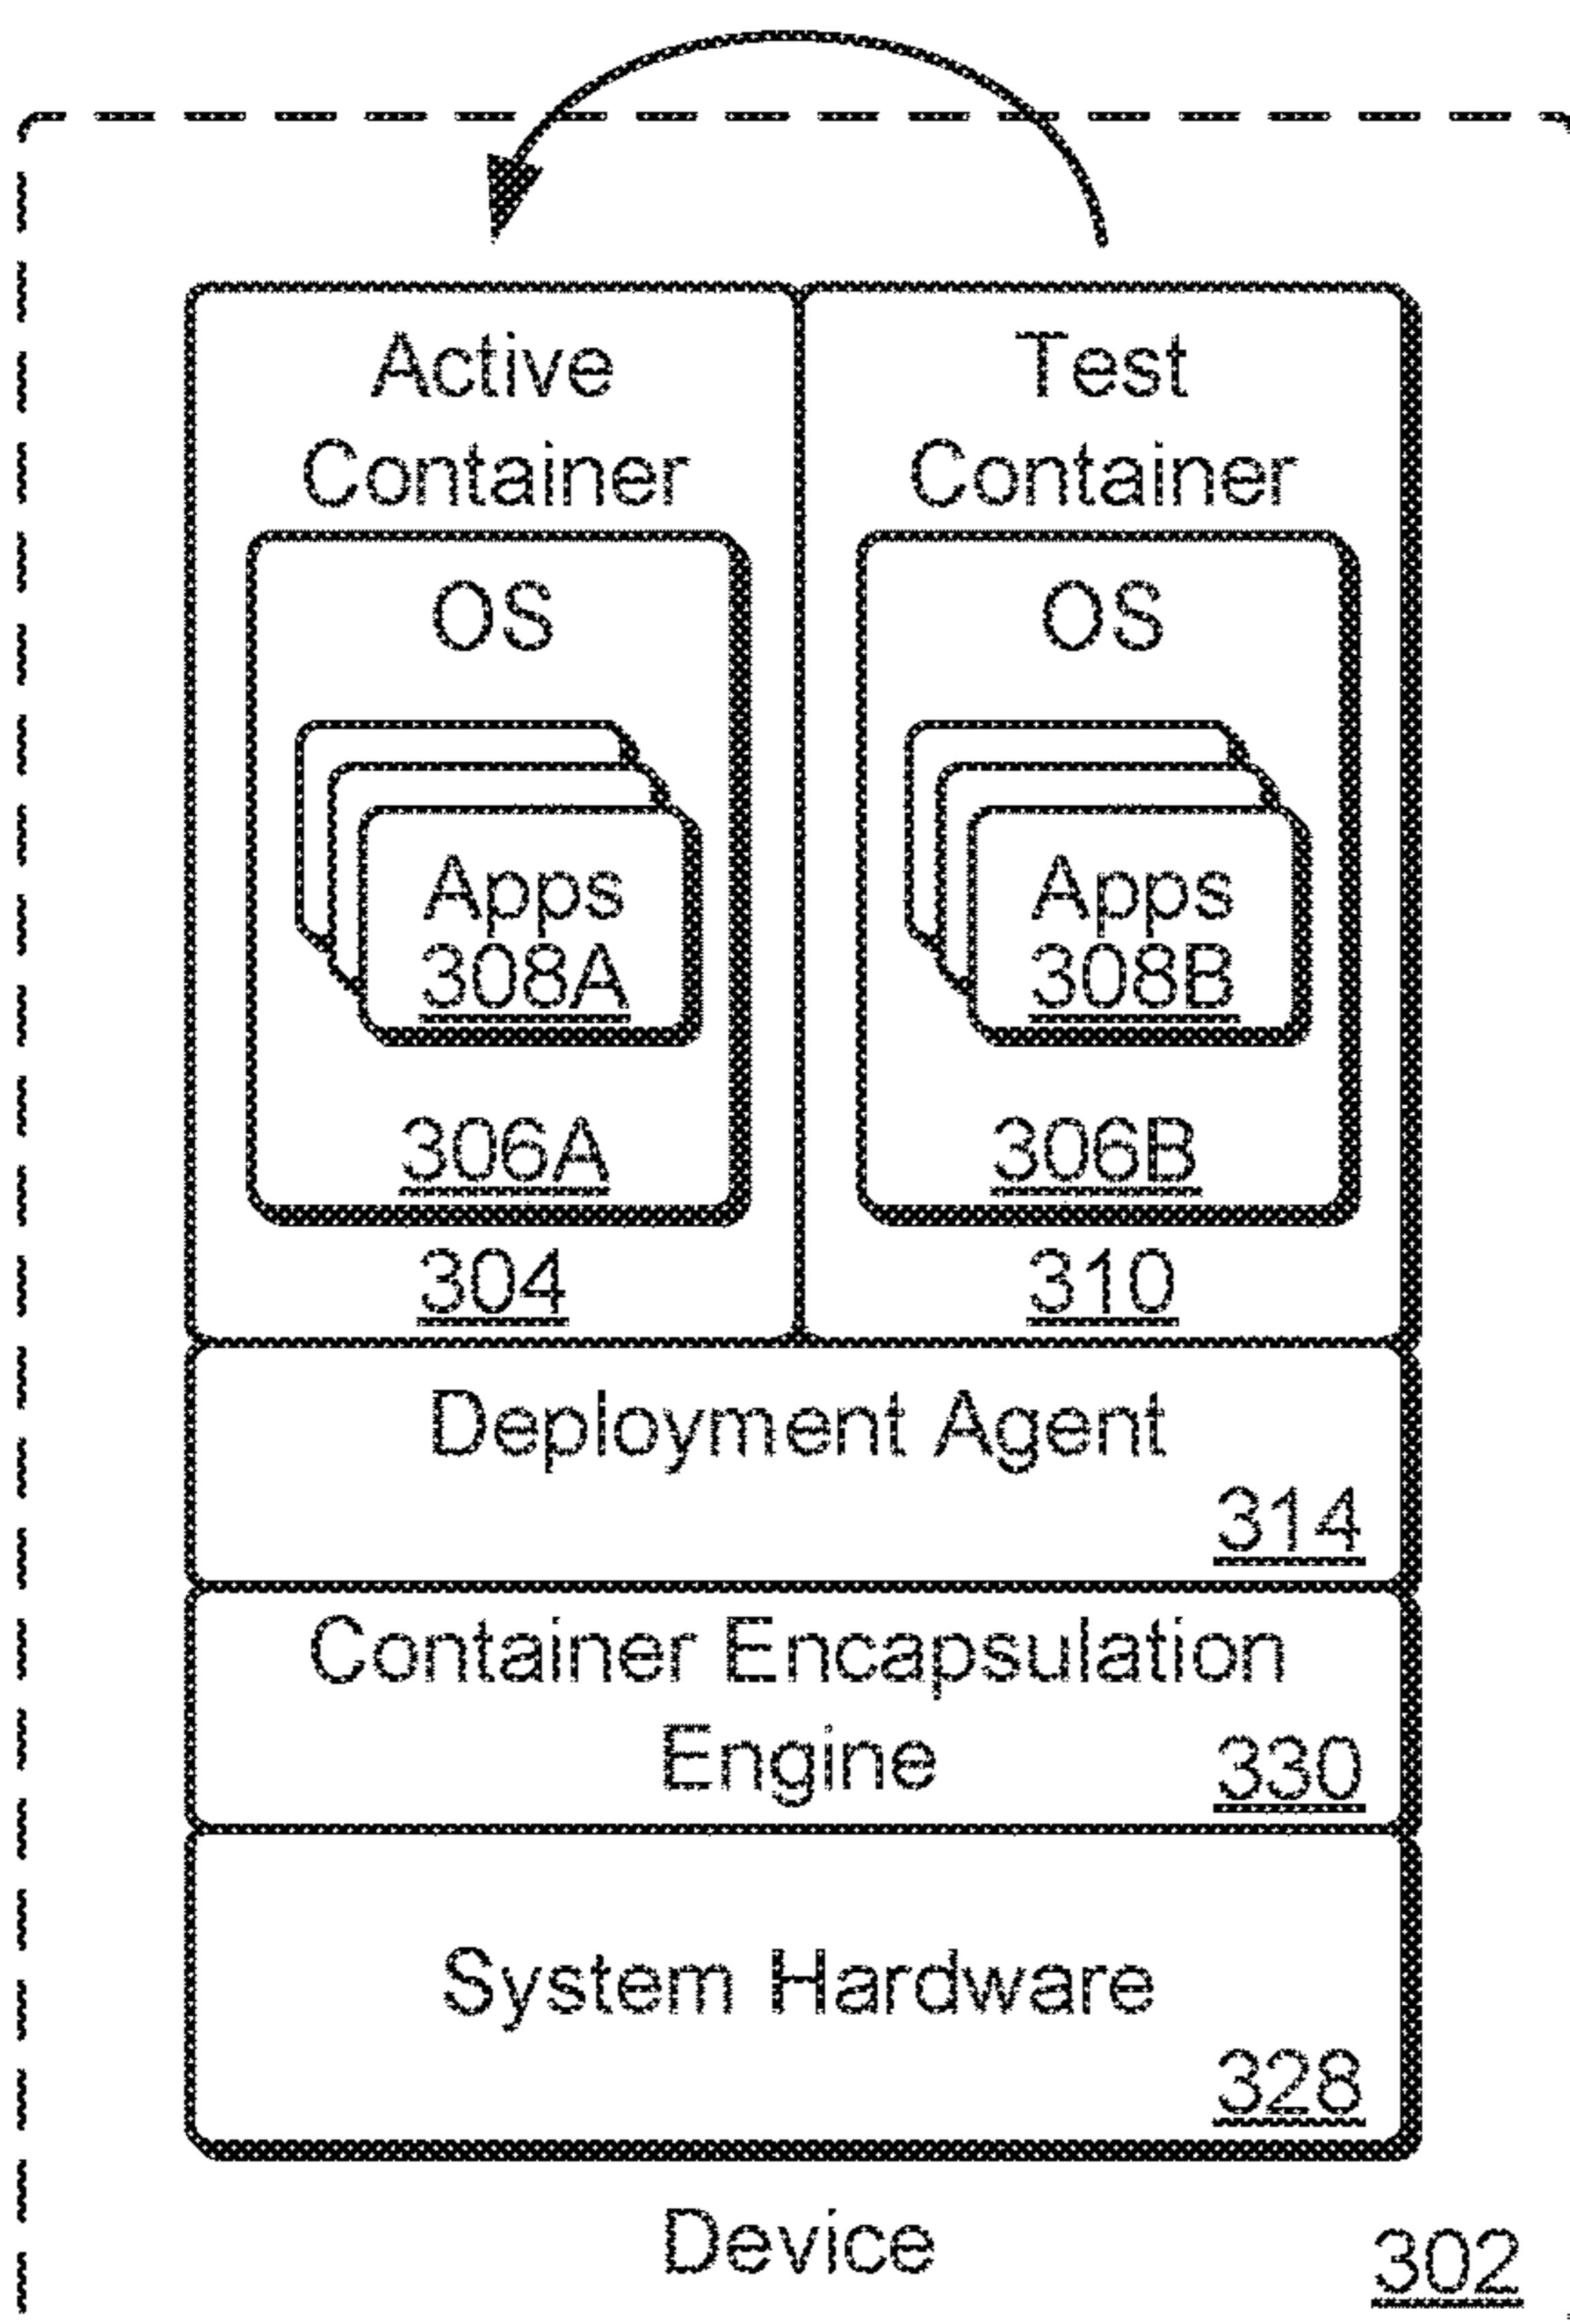 Active
Container
OS
Apps
308A
306A
304
Test
Container
OS
Apps
308B
306B
310
Deployment Agent
314
Container Encapsulation
Engine
330
System Hardware
328
Device
302